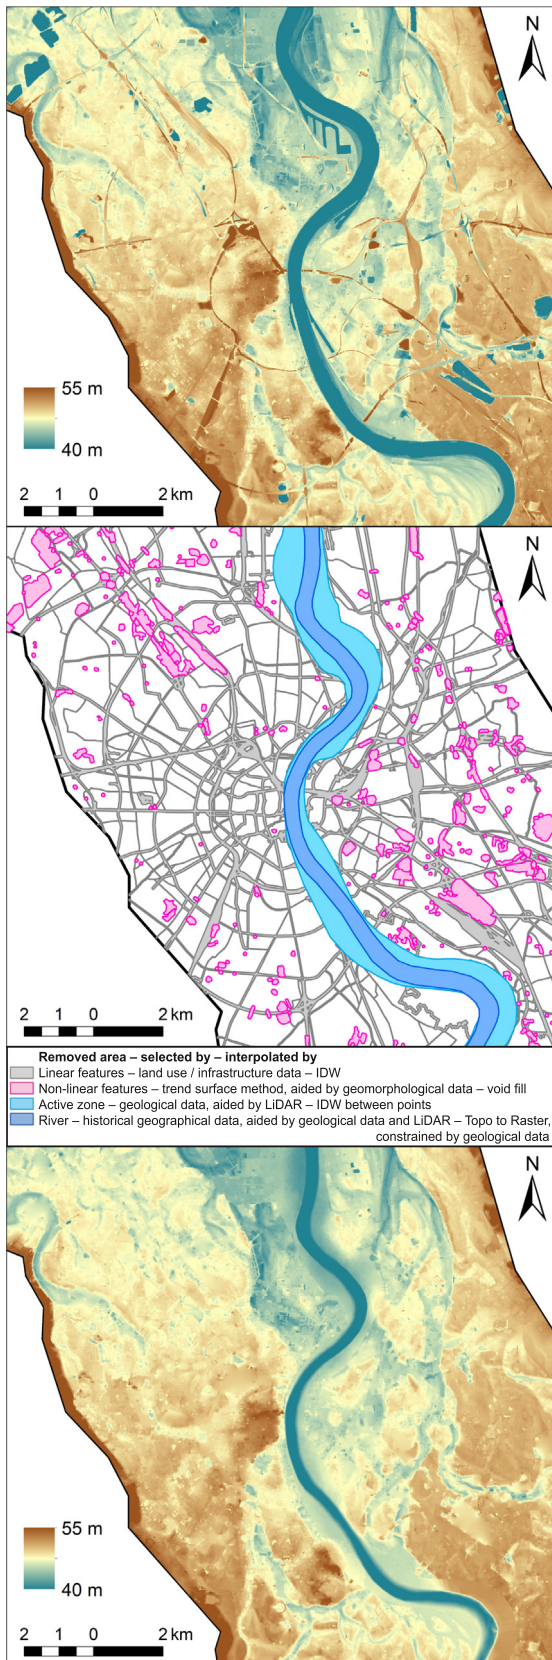 N
55 m
40 m
2 1 0 2 km
N
2 1 0 2 km
Removed area – selected by – interpolated by
Linear features – land use / infrastructure data – IDW
Non-linear features – trend surface method, aided by geomorphological data – void fill
Active zone – geological data, aided by LiDAR – IDW between points
River – historical geographical data, aided by geological data and LiDAR – Topo to Raster,
constrained by geological data
N
55 m
40 m
2 1 0 2 km